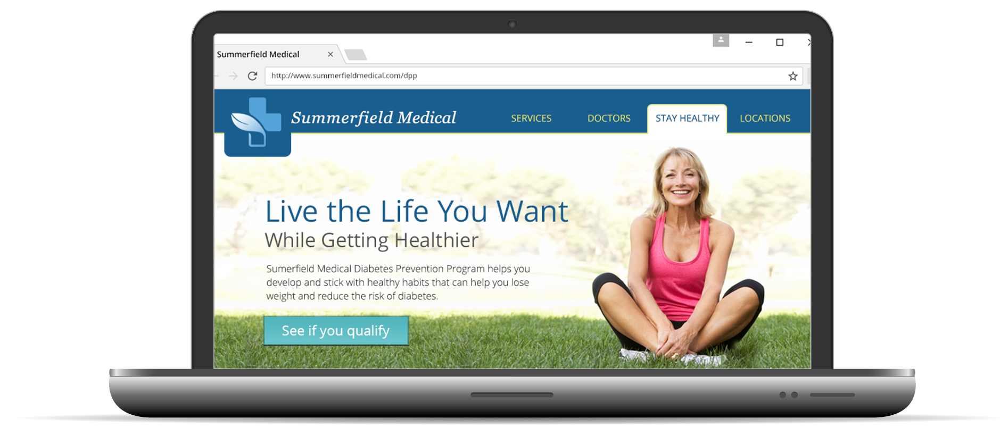 Summerfield Medical
http://www.summerfieldmedical.com/dpp
Summerfield Medical
SERVICES
DOCTORS
STAY HEALTHY
LOCATIONS
Live the Life You Want
While Getting Healthier
Sumerfield Medical Diabetes Prevention Program helps you
develop and stick with healthy habits that can help you lose
weight and reduce the risk of diabetes.
See if you qualify